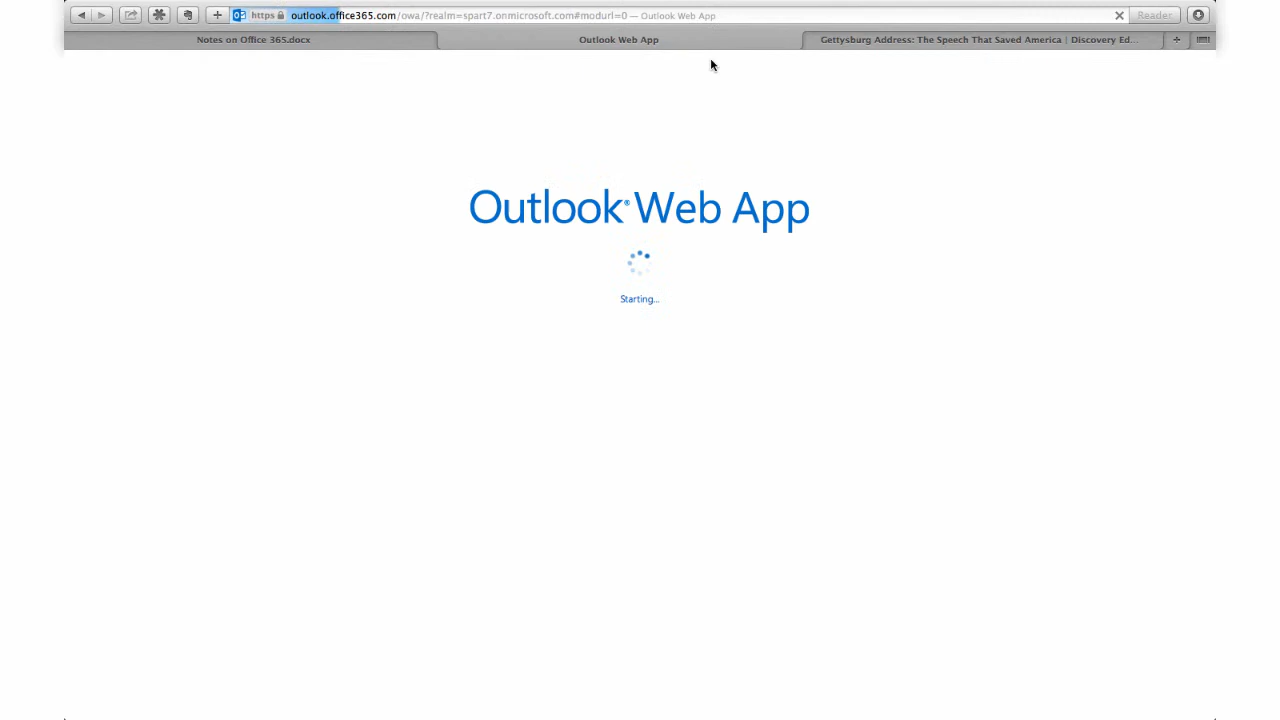 https outlook.office365.com/owa/?realm=spart7.onmicrosoft.com#modurl=0 — Outlook Web App Reader
Notes on Office 365.docx Outlook Web App Gettysburg Address: The Speech That Saved America | Discovery Ed...
Outlook® Web App
Starting...